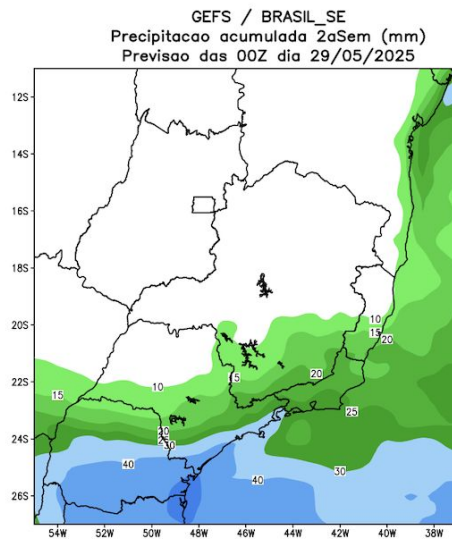 GEFS / BRASIL_SE
Precipitacao acumulada 2aSem (mm)
Previsao das 00Z dia 29/05/2025
12S
14S
16S
18S
10
20S
15
20
15
10
15
20
22S
25
20
24S
30
30
40
40
26S
54W
52W
50W
48W
46W
44W
42W
40W
38W